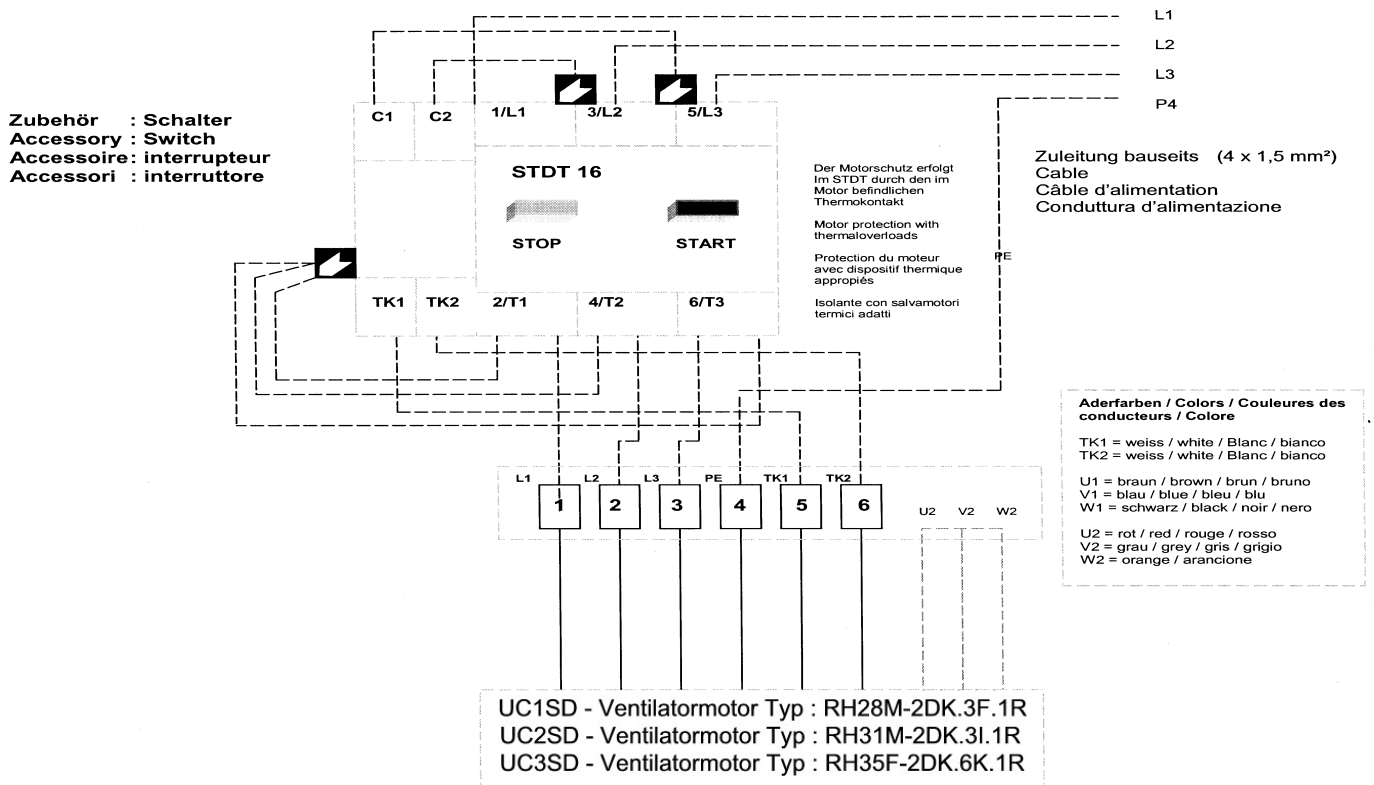 L1
L2
L3
P4
Zubehör : Schalter
Accessory : Switch
Accessoire: interrupteur
Accessori : interruttore
C1 C2 1/L1 3/L2 5/L3
STDT 16
STOP START
TK1 TK2 2/T1 4/T2 6/T3
Der Motorschutz erfolgt
Im STDT durch den im
Motor befindlichen
Thermokontakt
Motor protection with
thermaloverloads
Protection du moteur
avec dispositif thermique
appropiés
Isolante con salvamotori
termici adatti
PE
Zuleitung bauseits (4 x 1,5 mm²)
Cable
Câble d'alimentation
Conduttura d'alimentazione
Aderfarben / Colors / Couleures des
conducteurs / Colore
TK1 = weiss / white / Blanc / bianco
TK2 = weiss / white / Blanc / bianco
U1 = braun / brown / brun / bruno
V1 = blau / blue / bleu / blu
W1 = schwarz / black / noir / nero
U2 = rot / red / rouge / rosso
V2 = grau / grey / gris / grigio
W2 = orange / arancione
L1 L2 L3 PE TK1 TK2
1 2 3 4 5 6
U2 V2 W2
UC1SD - Ventilatormotor Typ : RH28M-2DK.3F.1R
UC2SD - Ventilatormotor Typ : RH31M-2DK.3I.1R
UC3SD - Ventilatormotor Typ : RH35F-2DK.6K.1R